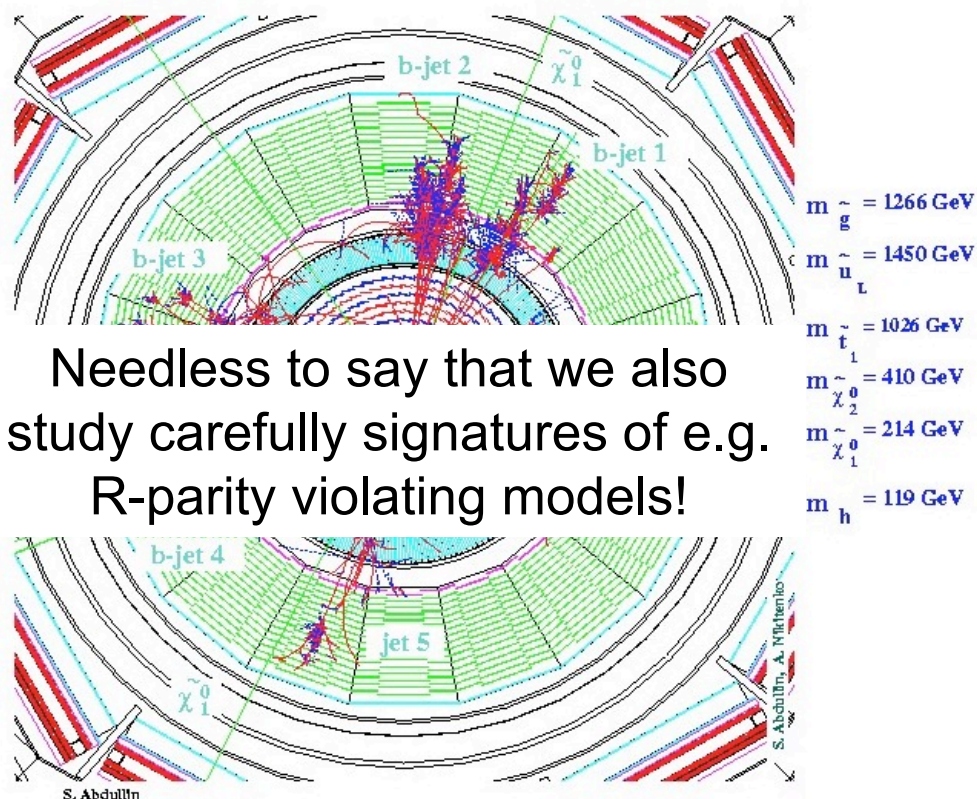 b-jet 2
χ̃⁰₁
b-jet 1
b-jet 3
m g̃ = 1266 GeV
m ũ L = 1450 GeV
m t̃ 1 = 1026 GeV
m χ̃⁰₂ = 410 GeV
m χ̃⁰₁ = 214 GeV
m h = 119 GeV
Needless to say that we also
study carefully signatures of e.g.
R-parity violating models!
b-jet 4
jet 5
χ̃⁰₁
S. Abdullin, A. Nikitenko
S. Abdullin